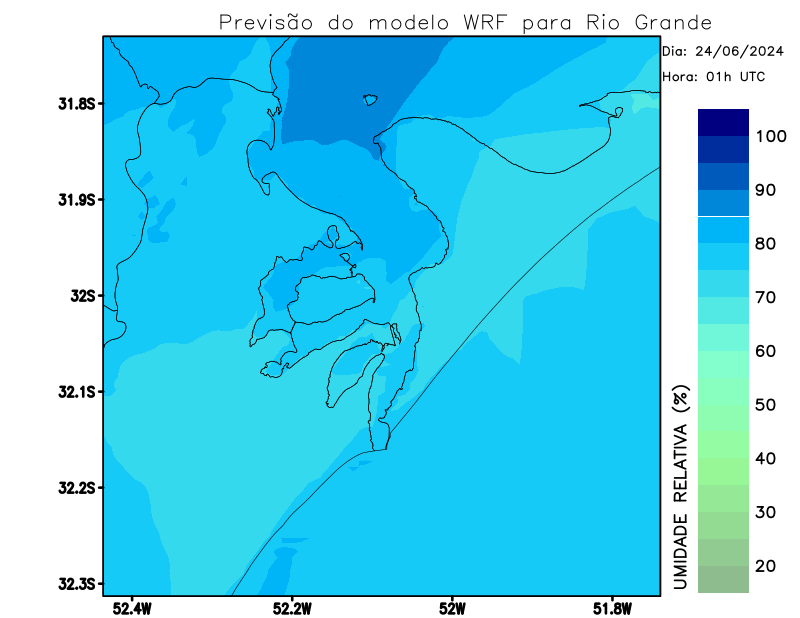 Previsão do modelo WRF para Rio Grande
Dia: 24/06/2024
Hora: 01h UTC
31.8S
31.9S
32S
32.1S
32.2S
32.3S
52.4W
52.2W
52W
51.8W
100
90
80
70
60
50
40
30
20
UMIDADE RELATIVA (%)